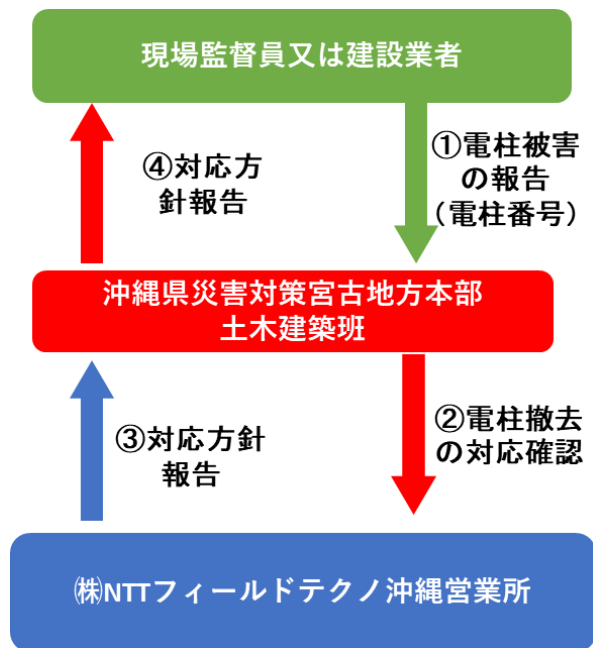 現場監督員又は建設業者
①電柱被害
の報告
(電柱番号)
④対応方
針報告
沖縄県災害対策宮古地方本部
土木建築班
②電柱撤去
の対応確認
③対応方針
報告
㈱NTTフィールドテクノ沖縄営業所